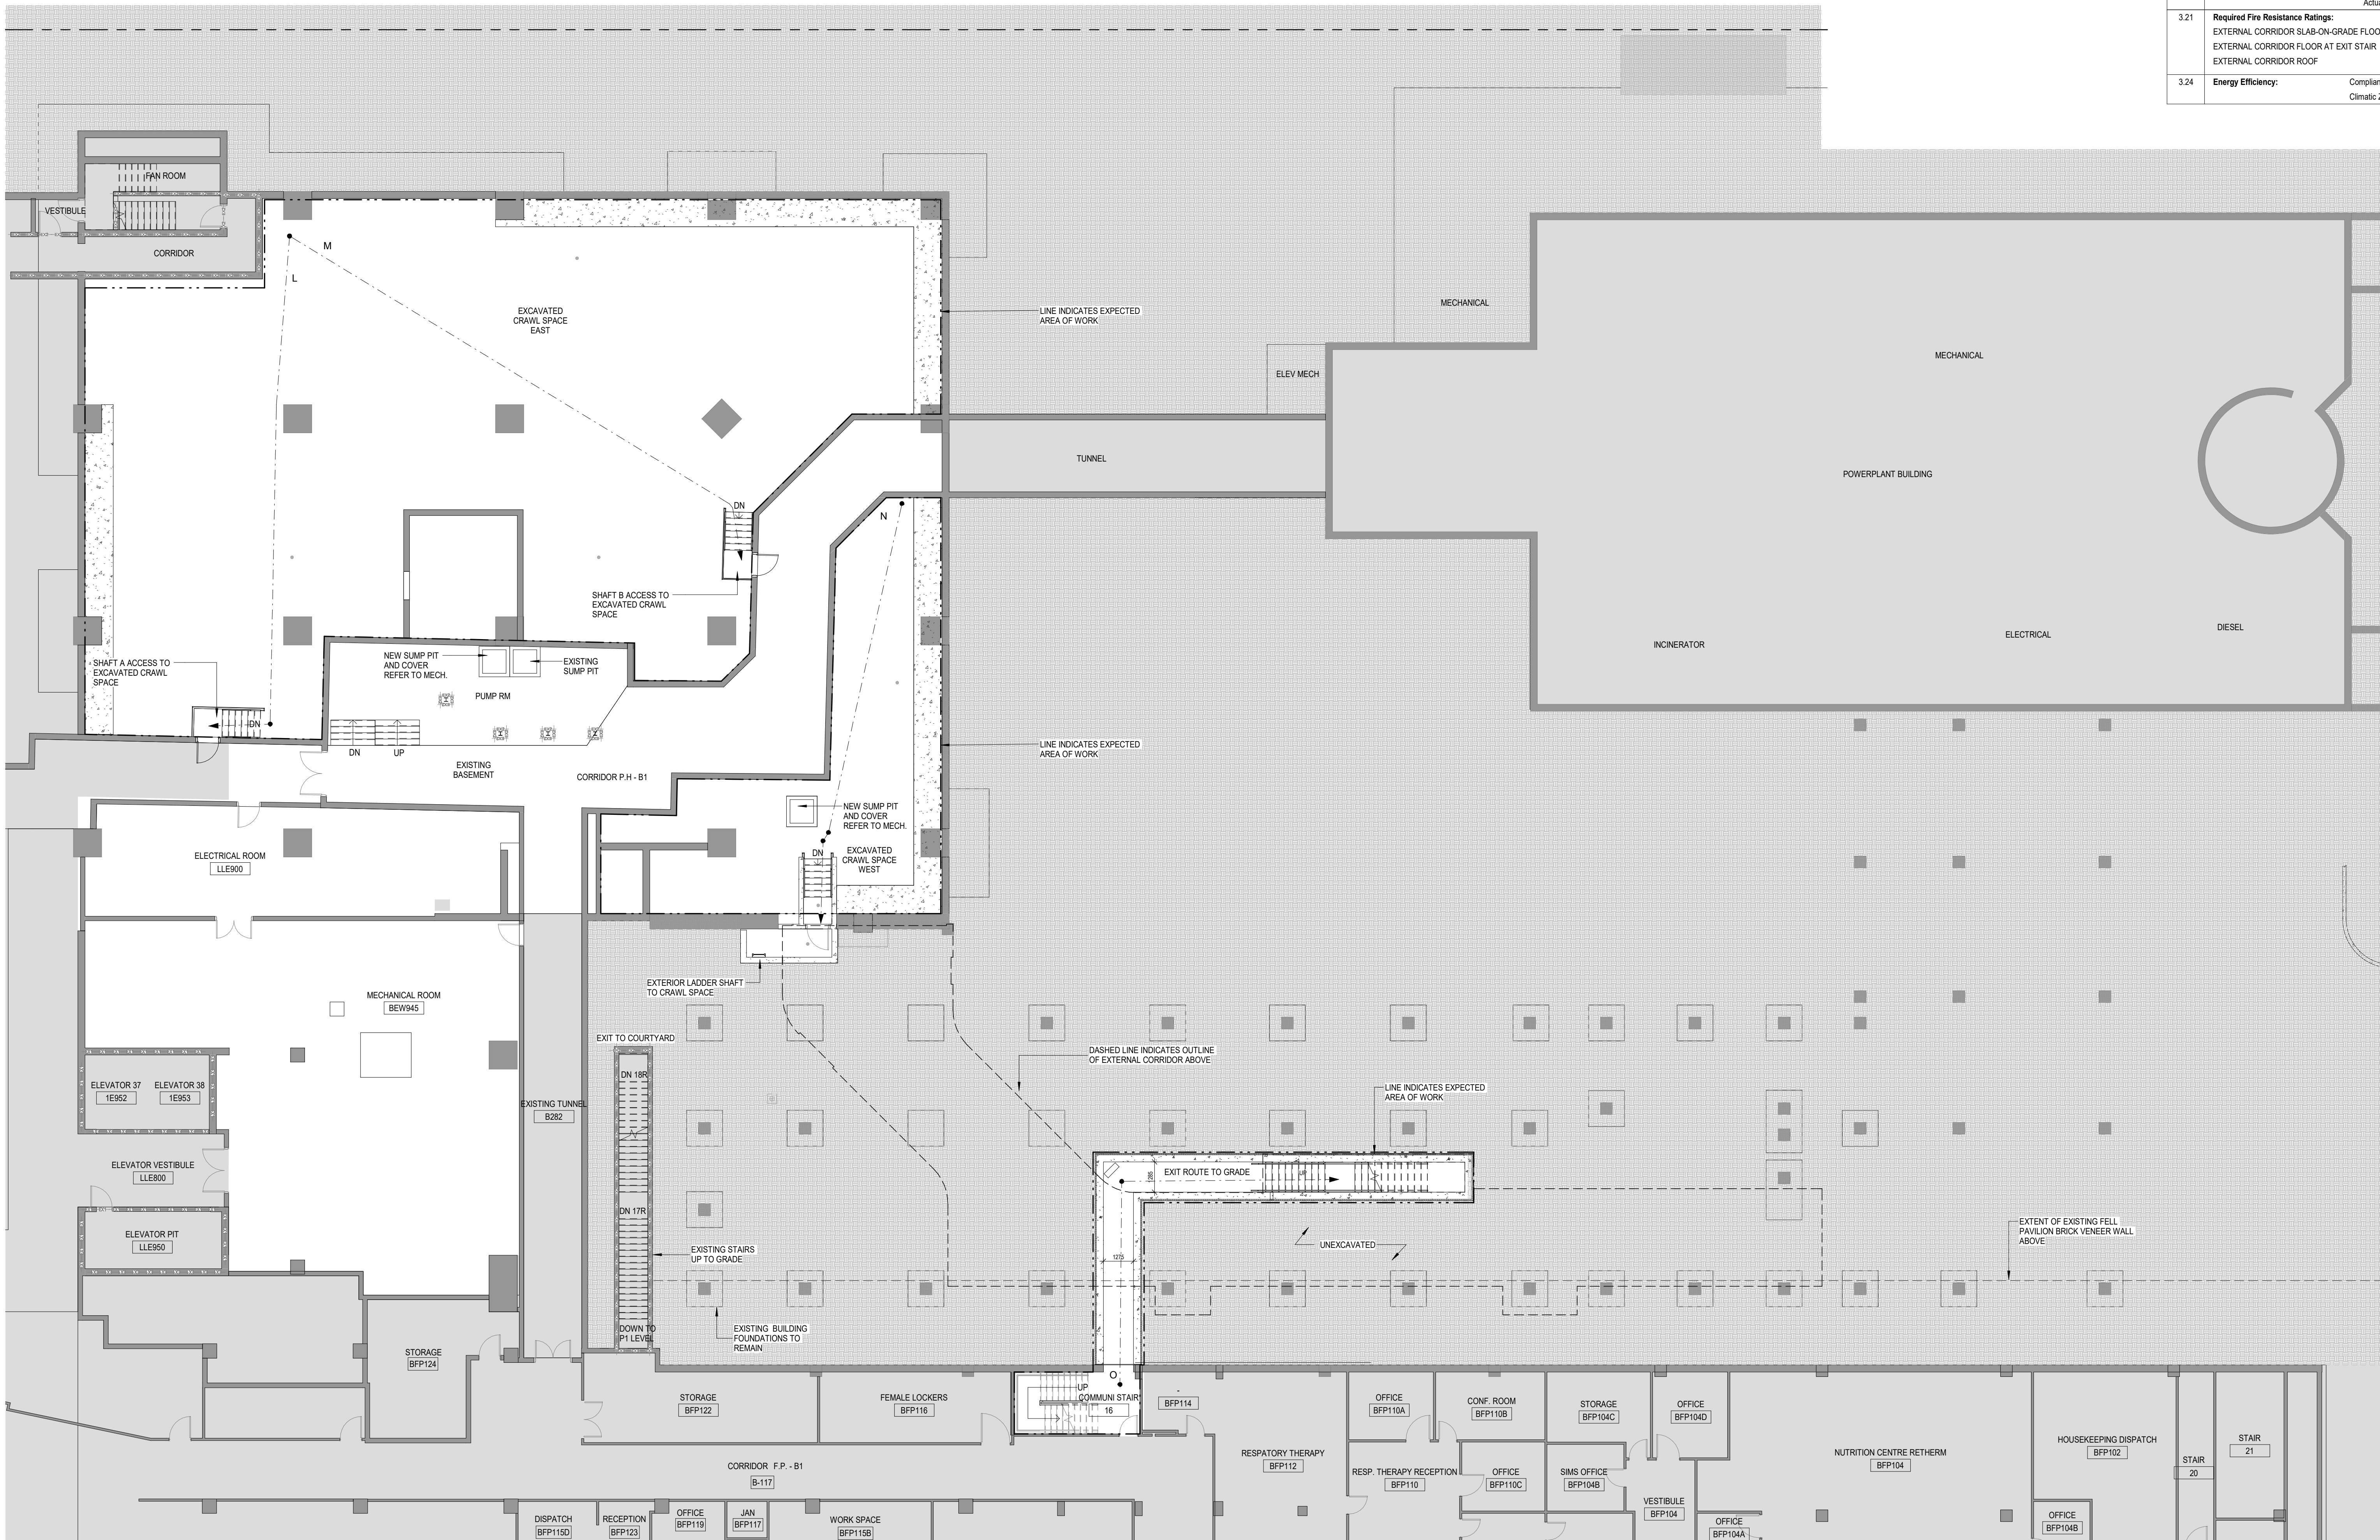 Actua
3.21 Required Fire Resistance Ratings:
EXTERNAL CORRIDOR SLAB-ON-GRADE FLOO
EXTERNAL CORRIDOR FLOOR AT EXIT STAIR
EXTERNAL CORRIDOR ROOF
3.24 Energy Efficiency: Complian
Climatic Z
FAN ROOM
VESTIBULE
CORRIDOR
M
L
EXCAVATED
CRAWL SPACE
EAST
LINE INDICATES EXPECTED
AREA OF WORK
MECHANICAL
MECHANICAL
ELEV MECH
TUNNEL
POWERPLANT BUILDING
DN
N
SHAFT B ACCESS TO
EXCAVATED CRAWL
SPACE
DIESEL
ELECTRICAL
INCINERATOR
SHAFT A ACCESS TO
EXCAVATED CRAWL
SPACE
NEW SUMP PIT
AND COVER
REFER TO MECH.
EXISTING
SUMP PIT
PUMP RM
DN
DN
UP
LINE INDICATES EXPECTED
AREA OF WORK
EXISTING
BASEMENT
CORRIDOR P.H - B1
NEW SUMP PIT
AND COVER
REFER TO MECH.
ELECTRICAL ROOM
LLE900
DN
EXCAVATED
CRAWL SPACE
WEST
EXTERIOR LADDER SHAFT
TO CRAWL SPACE
MECHANICAL ROOM
BEW945
EXIT TO COURTYARD
DASHED LINE INDICATES OUTLINE
OF EXTERNAL CORRIDOR ABOVE
DN 18R
ELEVATOR 37
1E952
ELEVATOR 38
1E953
EXISTING TUNNEL
B282
LINE INDICATES EXPECTED
AREA OF WORK
ELEVATOR VESTIBULE
LLE800
EXIT ROUTE TO GRADE
UP
1285
DN 17R
ELEVATOR PIT
LLE950
EXISTING STAIRS
UP TO GRADE
1275
UNEXCAVATED
EXTENT OF EXISTING FELL
PAVILION BRICK VENEER WALL
ABOVE
DOWN TO
P1 LEVEL
EXISTING BUILDING
FOUNDATIONS TO
REMAIN
STORAGE
BFP124
STORAGE
BFP122
FEMALE LOCKERS
BFP116
O
UP
COMMUNI STAIR
16
-
BFP114
OFFICE
BFP110A
CONF. ROOM
BFP110B
STORAGE
BFP104C
OFFICE
BFP104D
RESPATORY THERAPY
BFP112
NUTRITION CENTRE RETHERM
BFP104
HOUSEKEEPING DISPATCH
BFP102
STAIR
20
STAIR
21
CORRIDOR F.P. - B1
B-117
RESP. THERAPY RECEPTION
BFP110
OFFICE
BFP110C
SIMS OFFICE
BFP104B
VESTIBULE
BFP104
DISPATCH
BFP115D
RECEPTION
BFP123
OFFICE
BFP119
JAN
BFP117
WORK SPACE
BFP115B
OFFICE
BFP104A
OFFICE
BFP104B